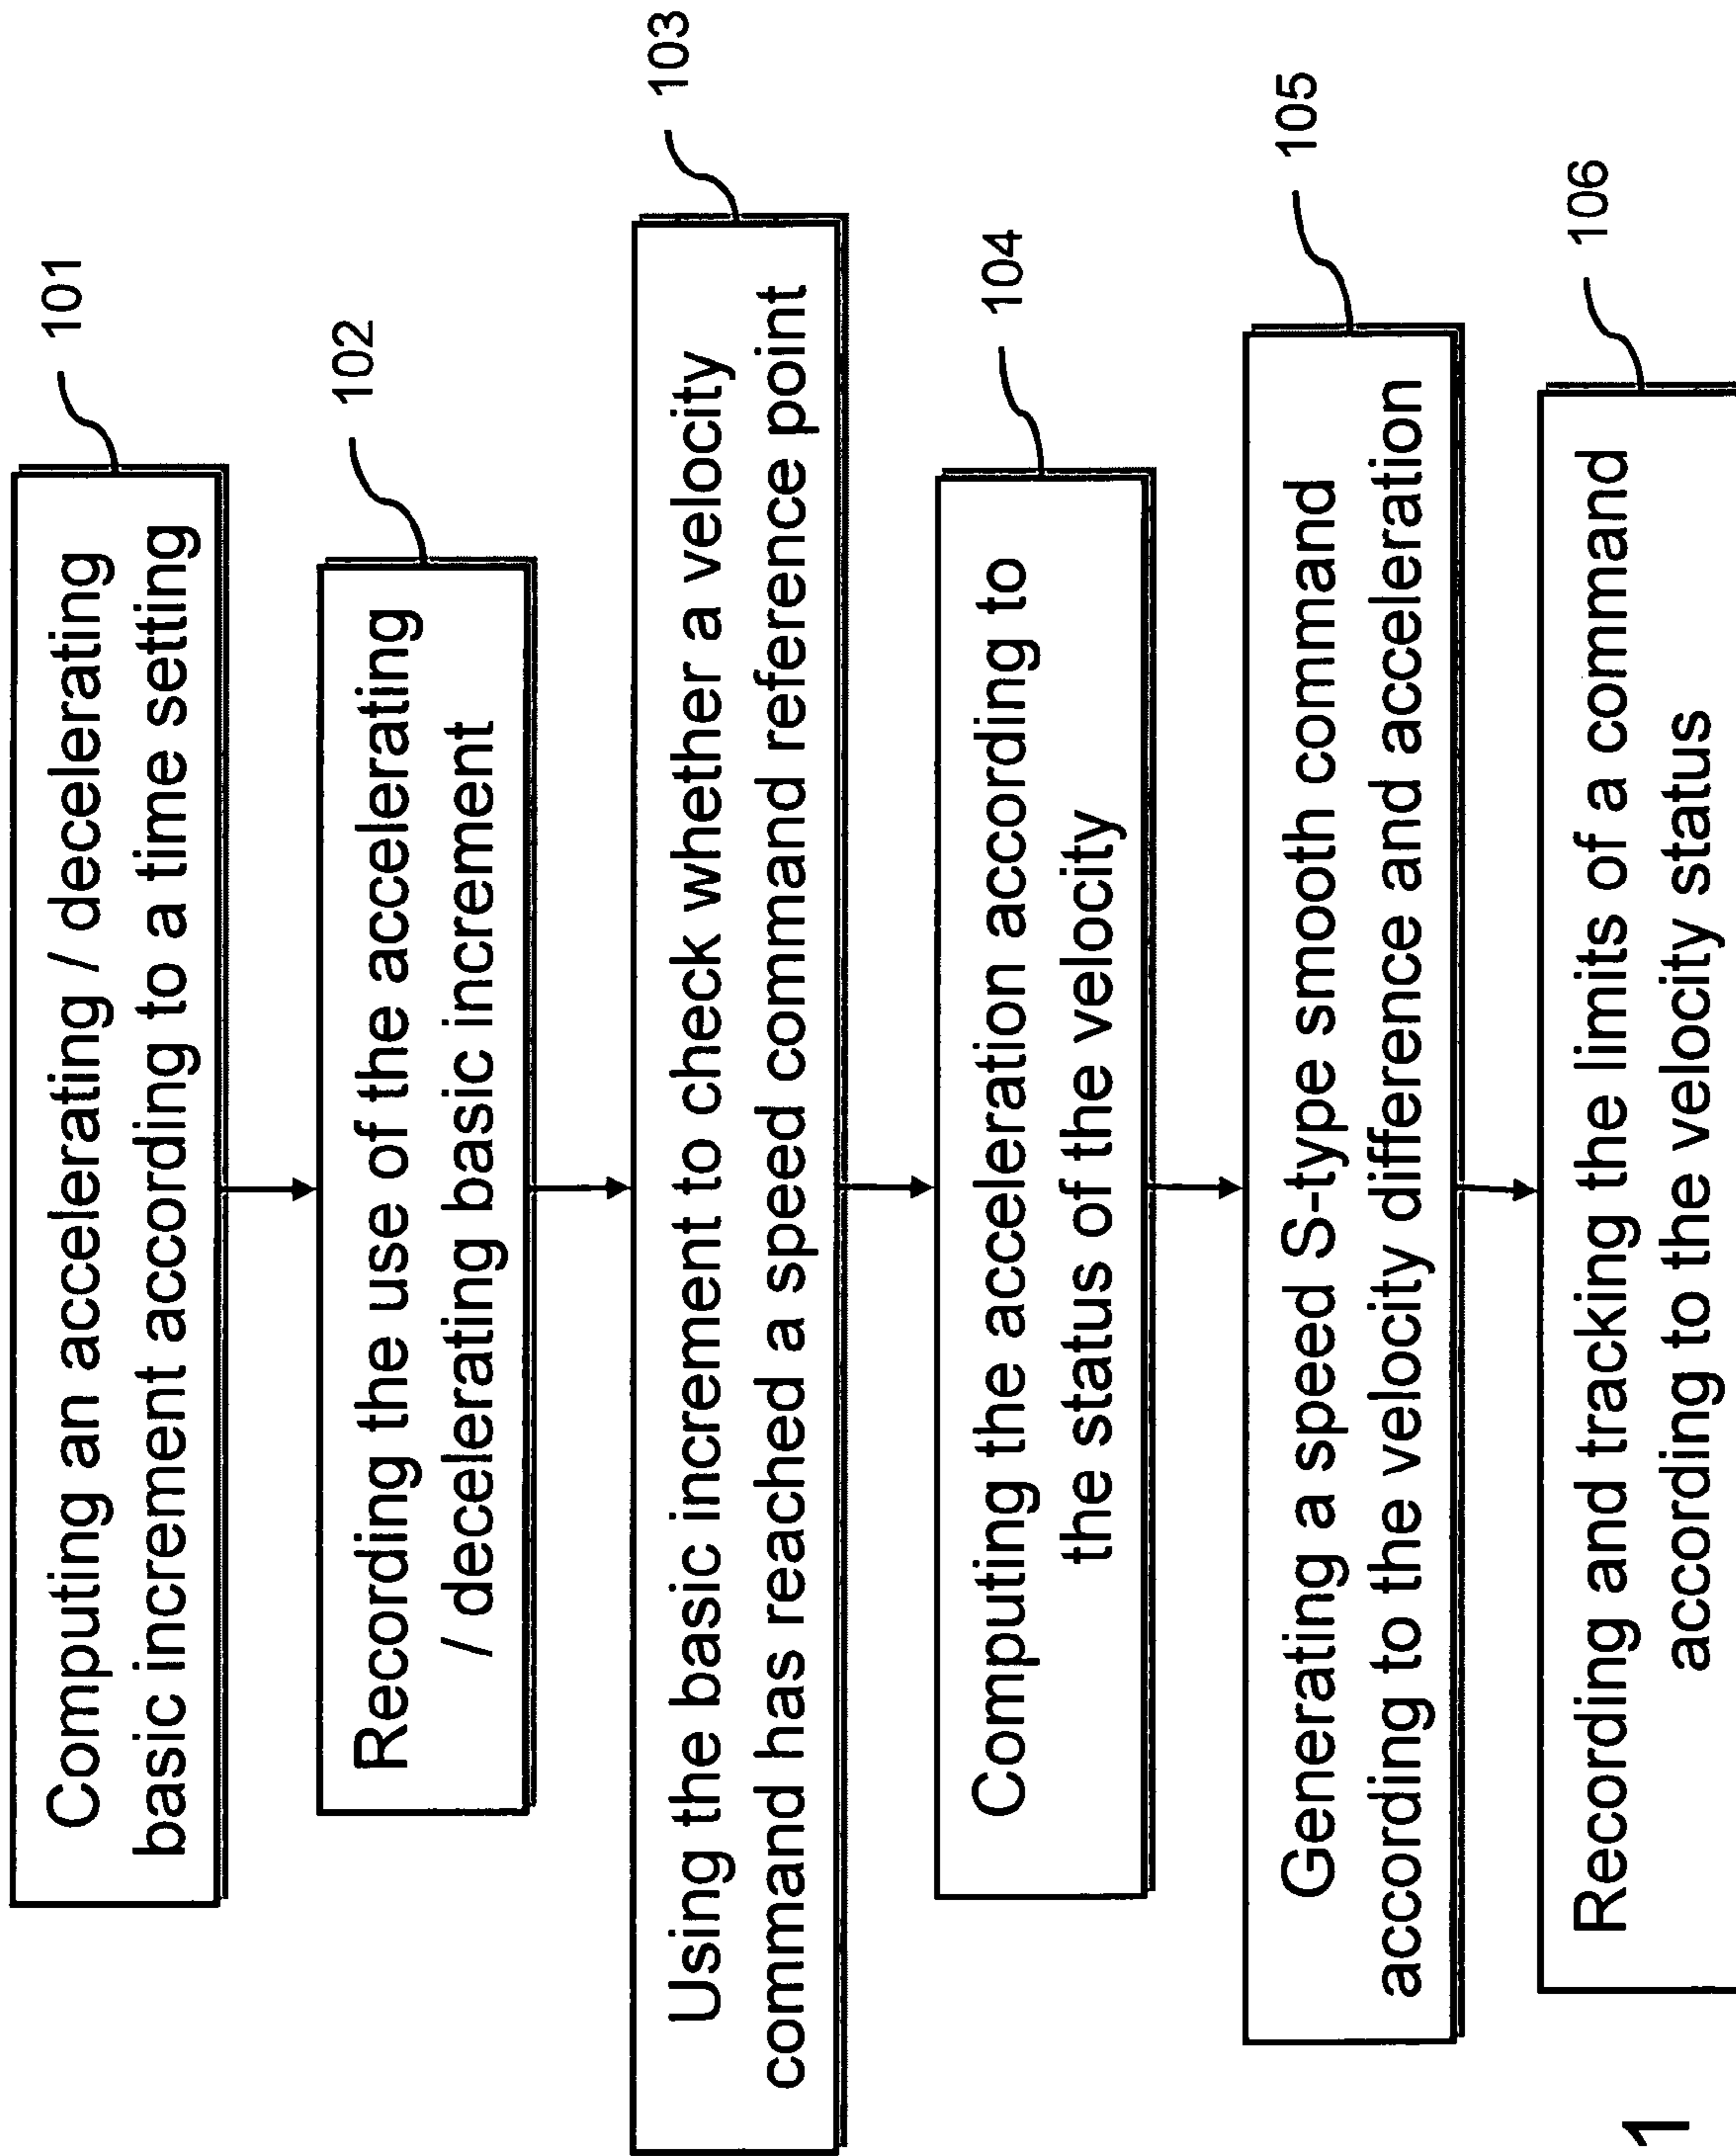 Computing an accelerating / decelerating
basic increment according to a time setting
101
Recording the use of the accelerating
/ decelerating basic increment
102
Using the basic increment to check whether a velocity
command has reached a speed command reference point
103
Computing the acceleration according to
the status of the velocity
104
Generating a speed S-type smooth command
according to the velocity difference and acceleration
105
Recording and tracking the limits of a command
according to the velocity status
106
1